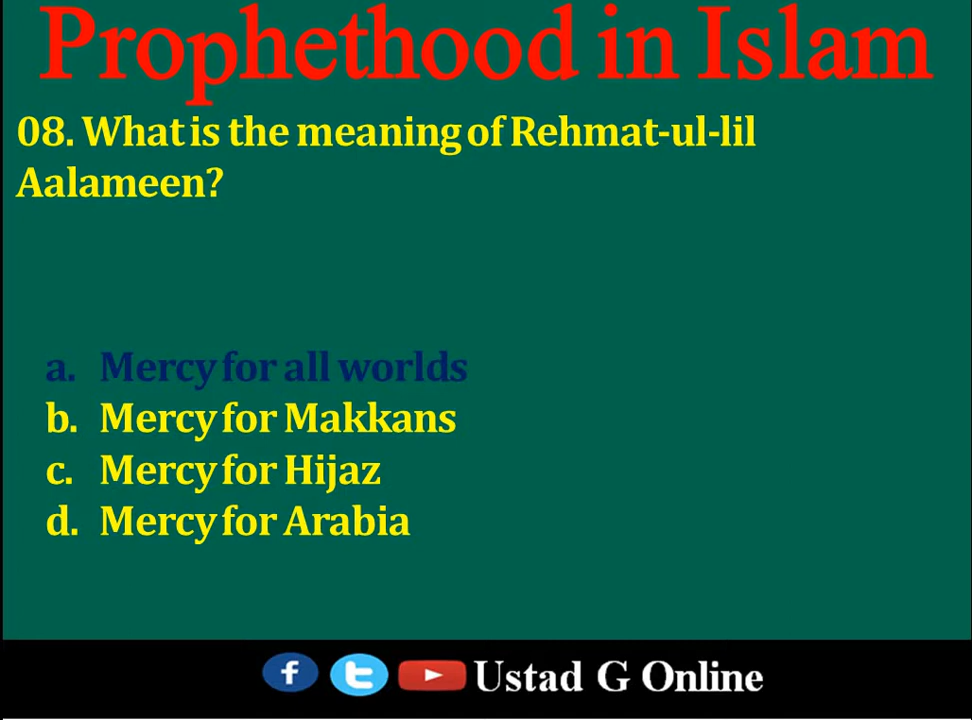 Prophethood in Islam
08. What is the meaning of Rehmat-ul-lil
Aalameen?
a. Mercy for all worlds
b. Mercy for Makkans
c. Mercy for Hijaz
d. Mercy for Arabia
Ustad G Online